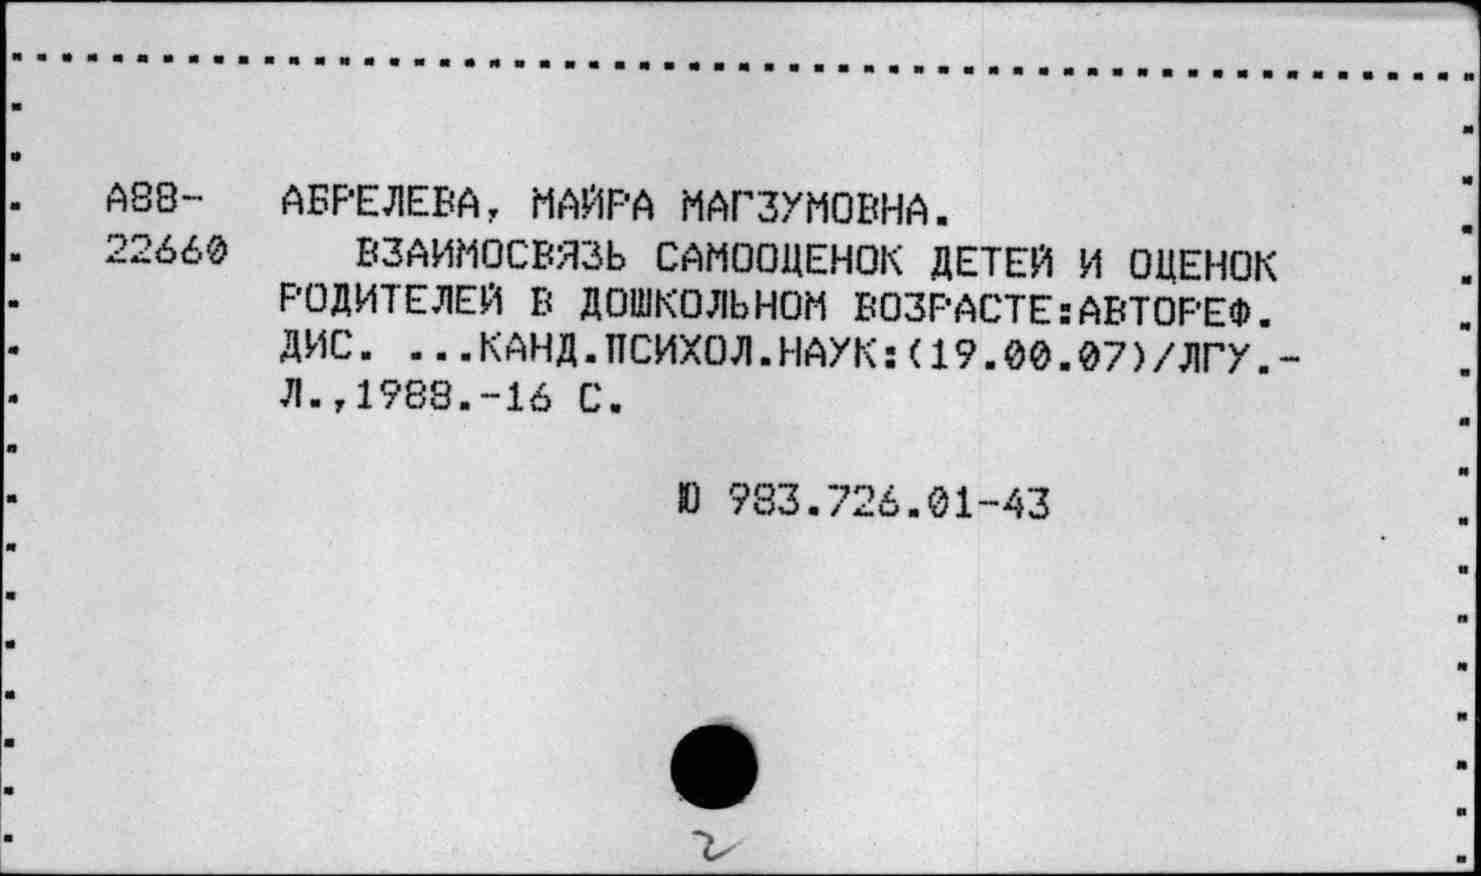 А88- АБРЕЛЕВА, МАЙРА МАГЗУМОВНА.
22660 ВЗАИМОСВЯЗЬ САМООЦЕНОК ДЕТЕЙ И ОЦЕНОК
РОДИТЕЛЕЙ В ДОШКОЛЬНОМ ВОЗРАСТЕ:АВТОРЕФ.
ДИС. ...КАНД.ПСИХОЛ.НАУК:(19.00.07)/ЛГУ.-
Л.,1988.-16 С.
Ю 983.726.01-43
2